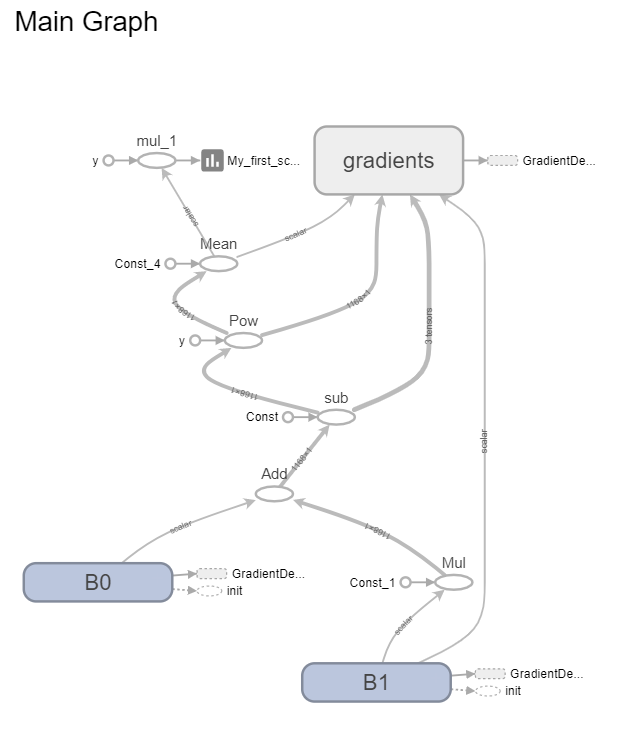 Main Graph
mul_1
y
My_first_sc...
gradients
GradientDe...
scalar
Mean
scalar
Const_4
1168×1
Pow
1168×1
y
3 tensors
1168×1
sub
Const
scalar
1168×1
Add
scalar
1168×1
B0
GradientDe...
init
Mul
Const_1
scalar
B1
GradientDe...
init